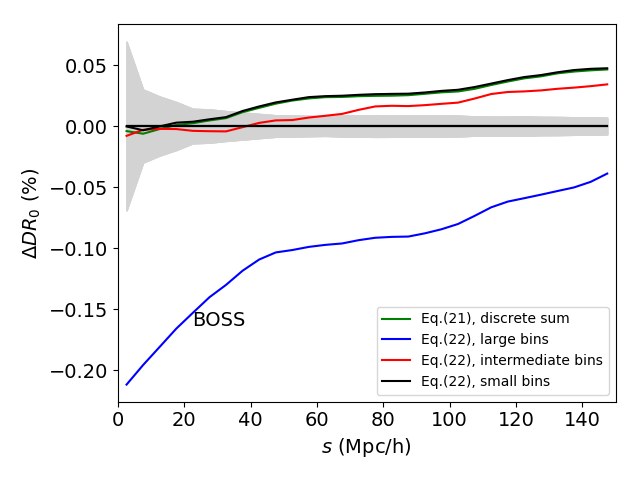 0.05
0.00
−0.05
−0.10
−0.15
−0.20
ΔDR₀ (%)
BOSS
Eq.(21), discrete sum
Eq.(22), large bins
Eq.(22), intermediate bins
Eq.(22), small bins
0 20 40 60 80 100 120 140
s (Mpc/h)